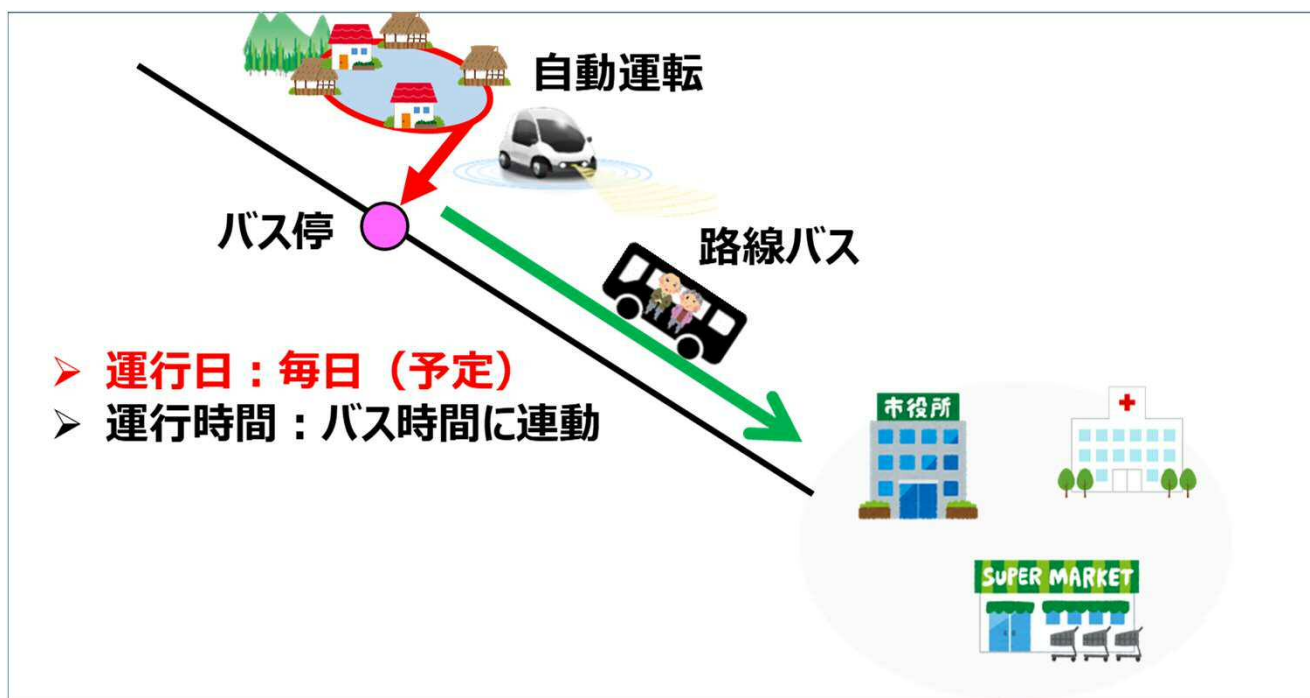 自動運転
バス停
路線バス
➢ 運行日：毎日（予定）
➢ 運行時間：バス時間に連動
市役所
SUPER MARKET